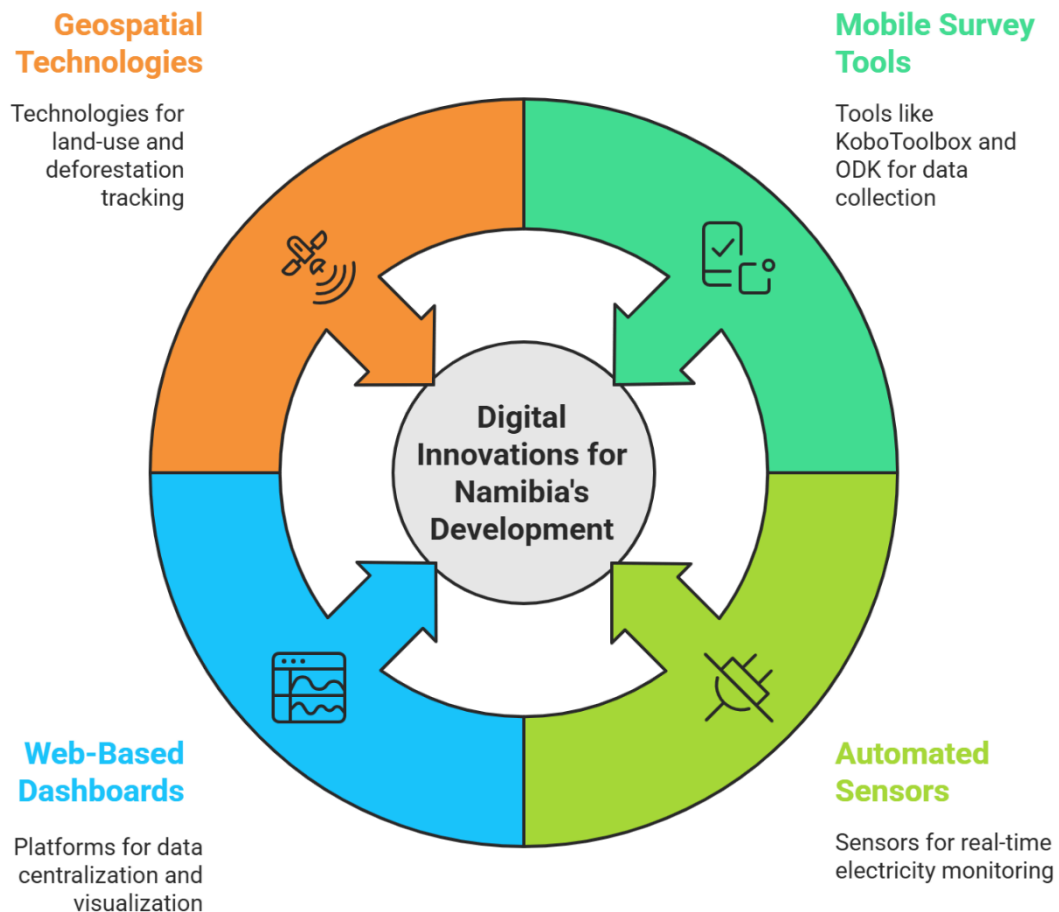 Geospatial
Technologies
Technologies for
land-use and
deforestation
tracking
Mobile Survey
Tools
Tools like
KoboToolbox and
ODK for data
collection
Digital
Innovations for
Namibia's
Development
Web-Based
Dashboards
Platforms for data
centralization and
visualization
Automated
Sensors
Sensors for real-time
electricity monitoring